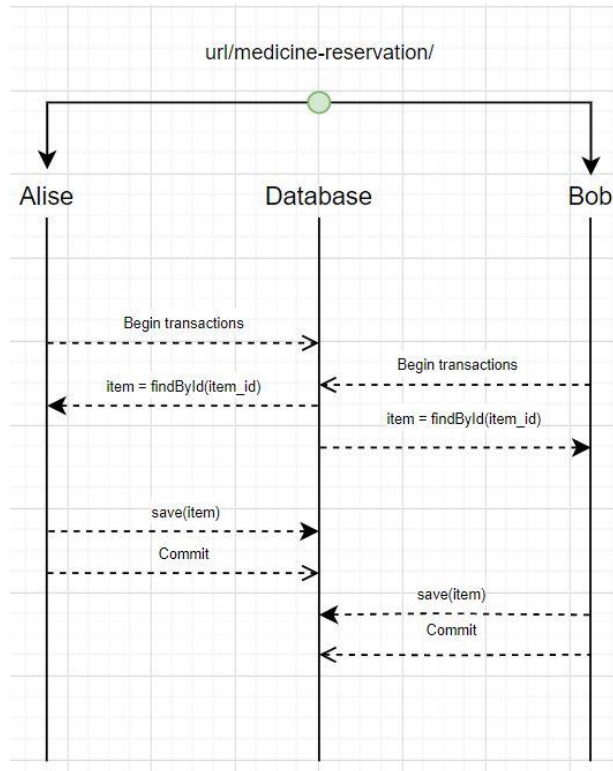 url/medicine-reservation/
Alise
Database
Bob
Begin transactions
Begin transactions
item = findById(item_id)
item = findById(item_id)
save(item)
Commit
save(item)
Commit